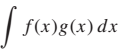 ∫ f(x)g(x) dx